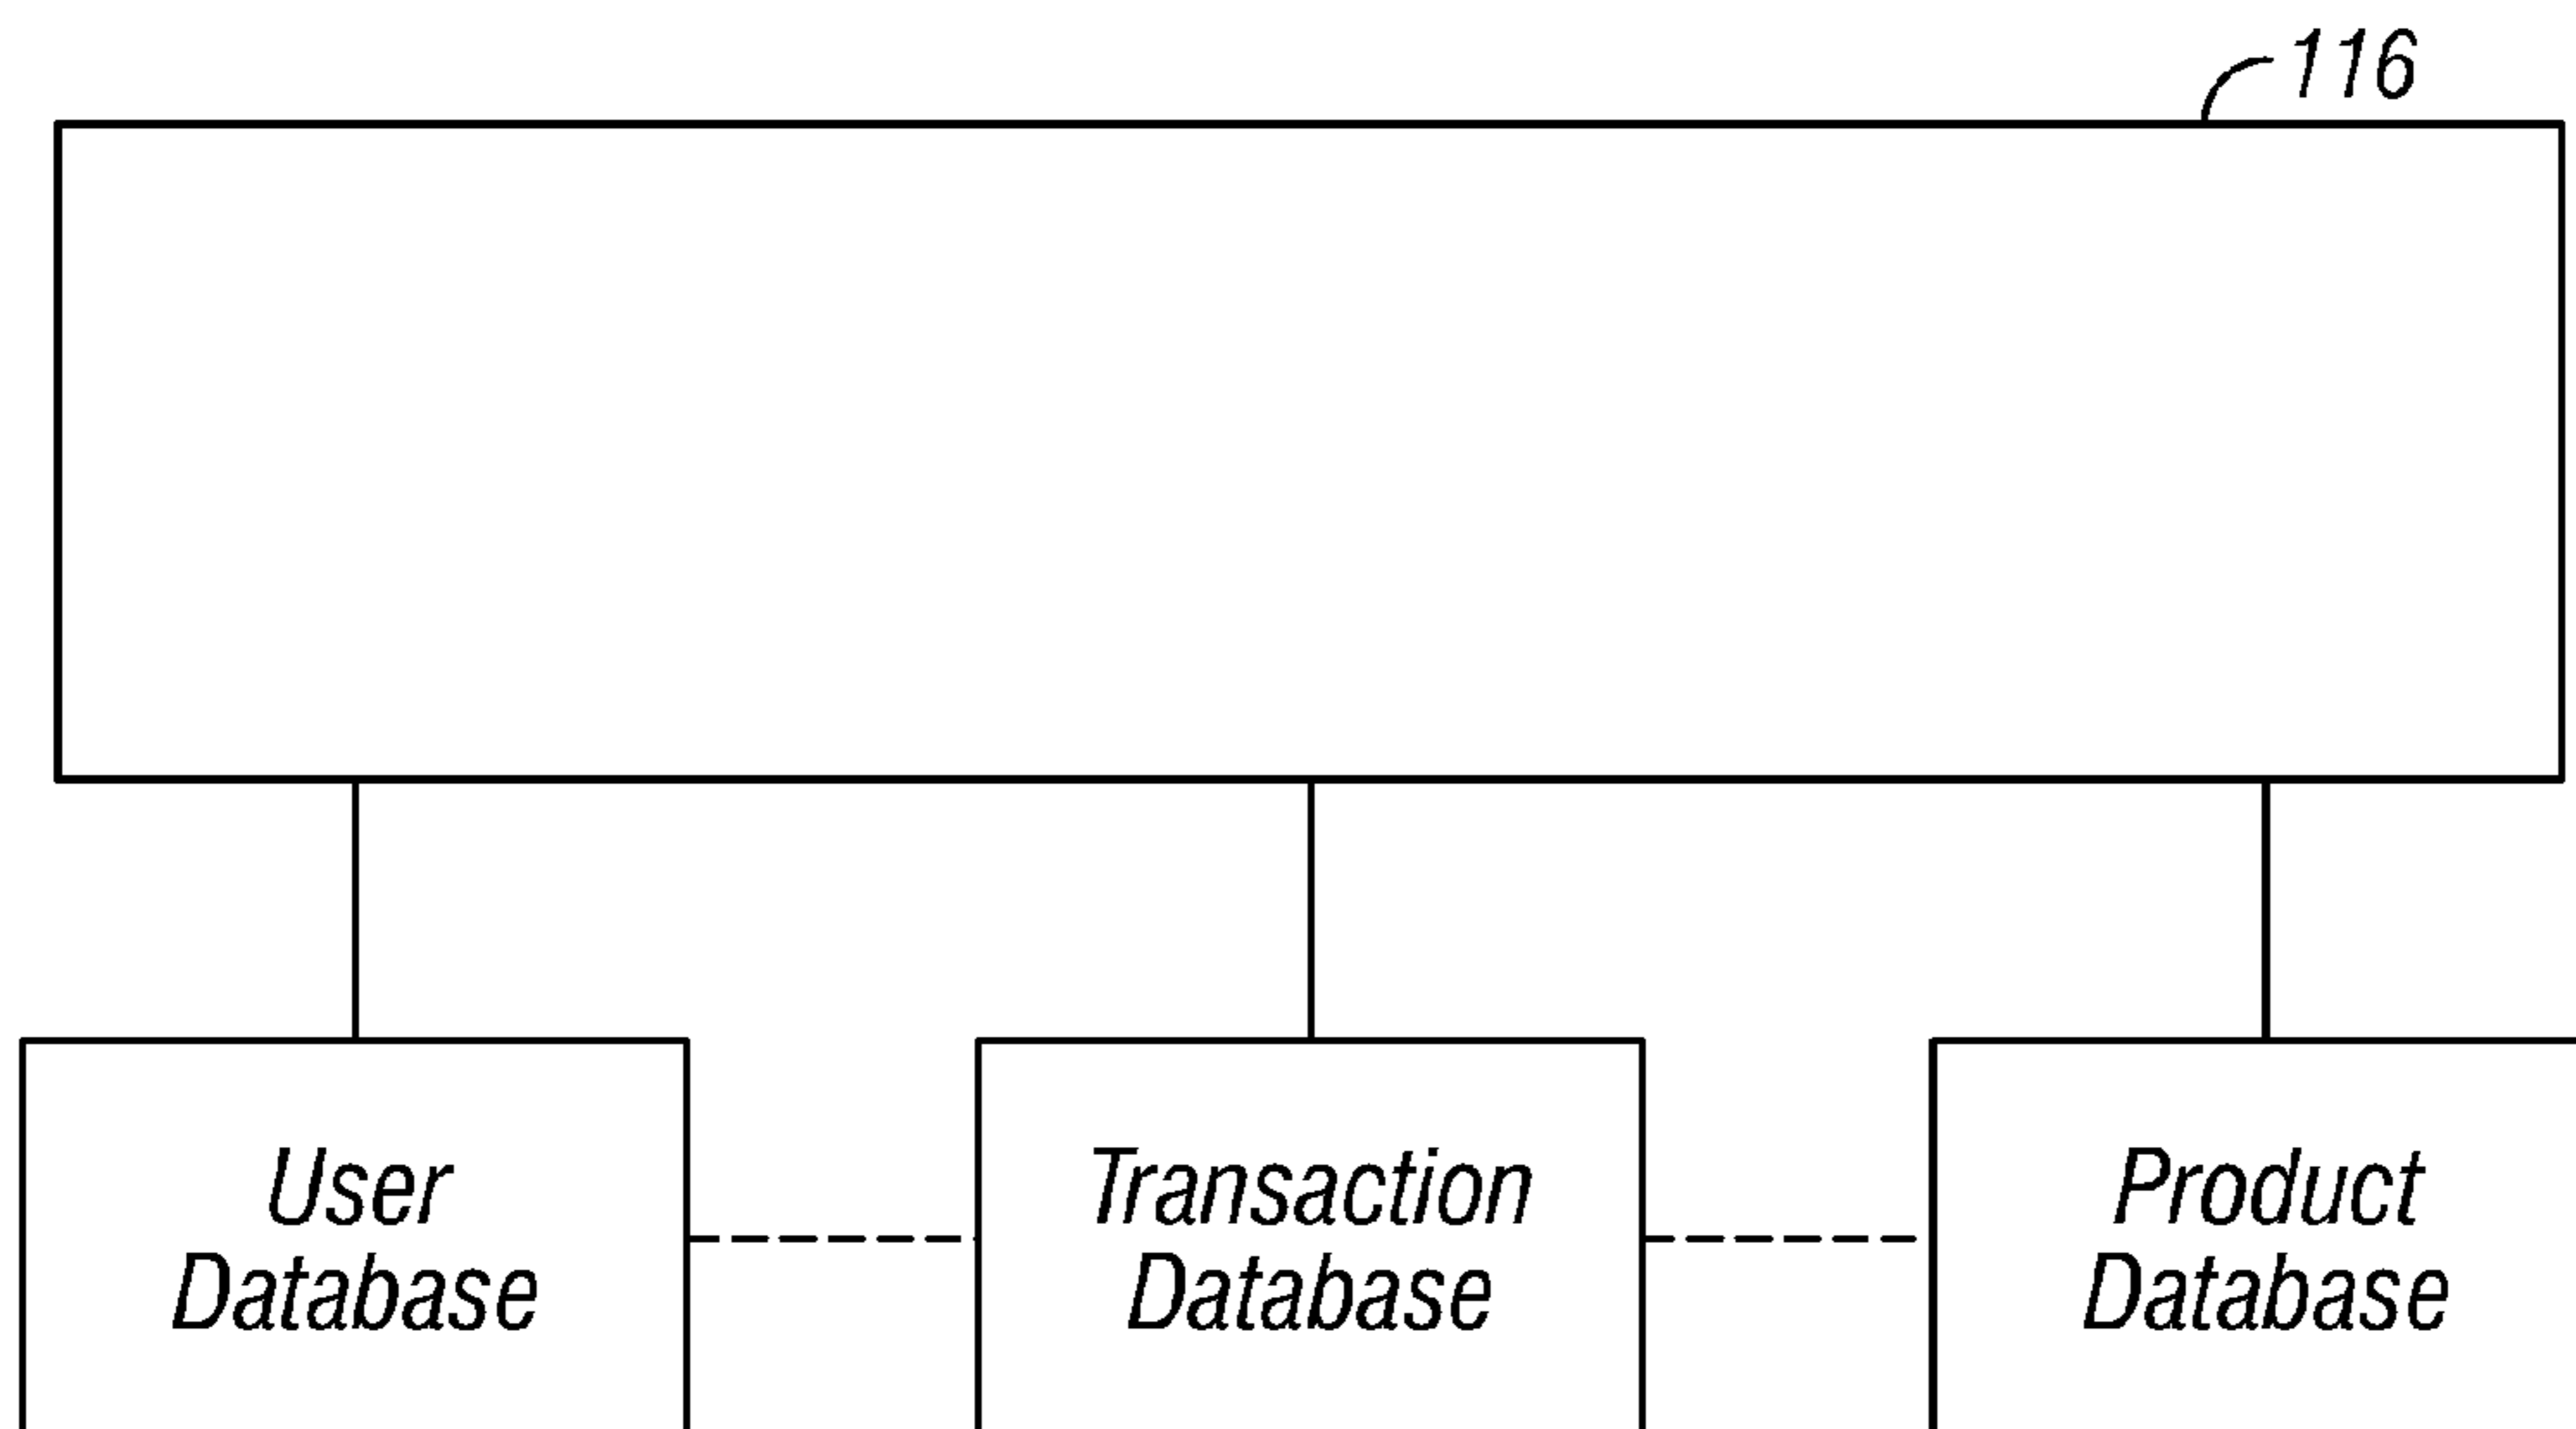 116
User
Database
Transaction
Database
Product
Database